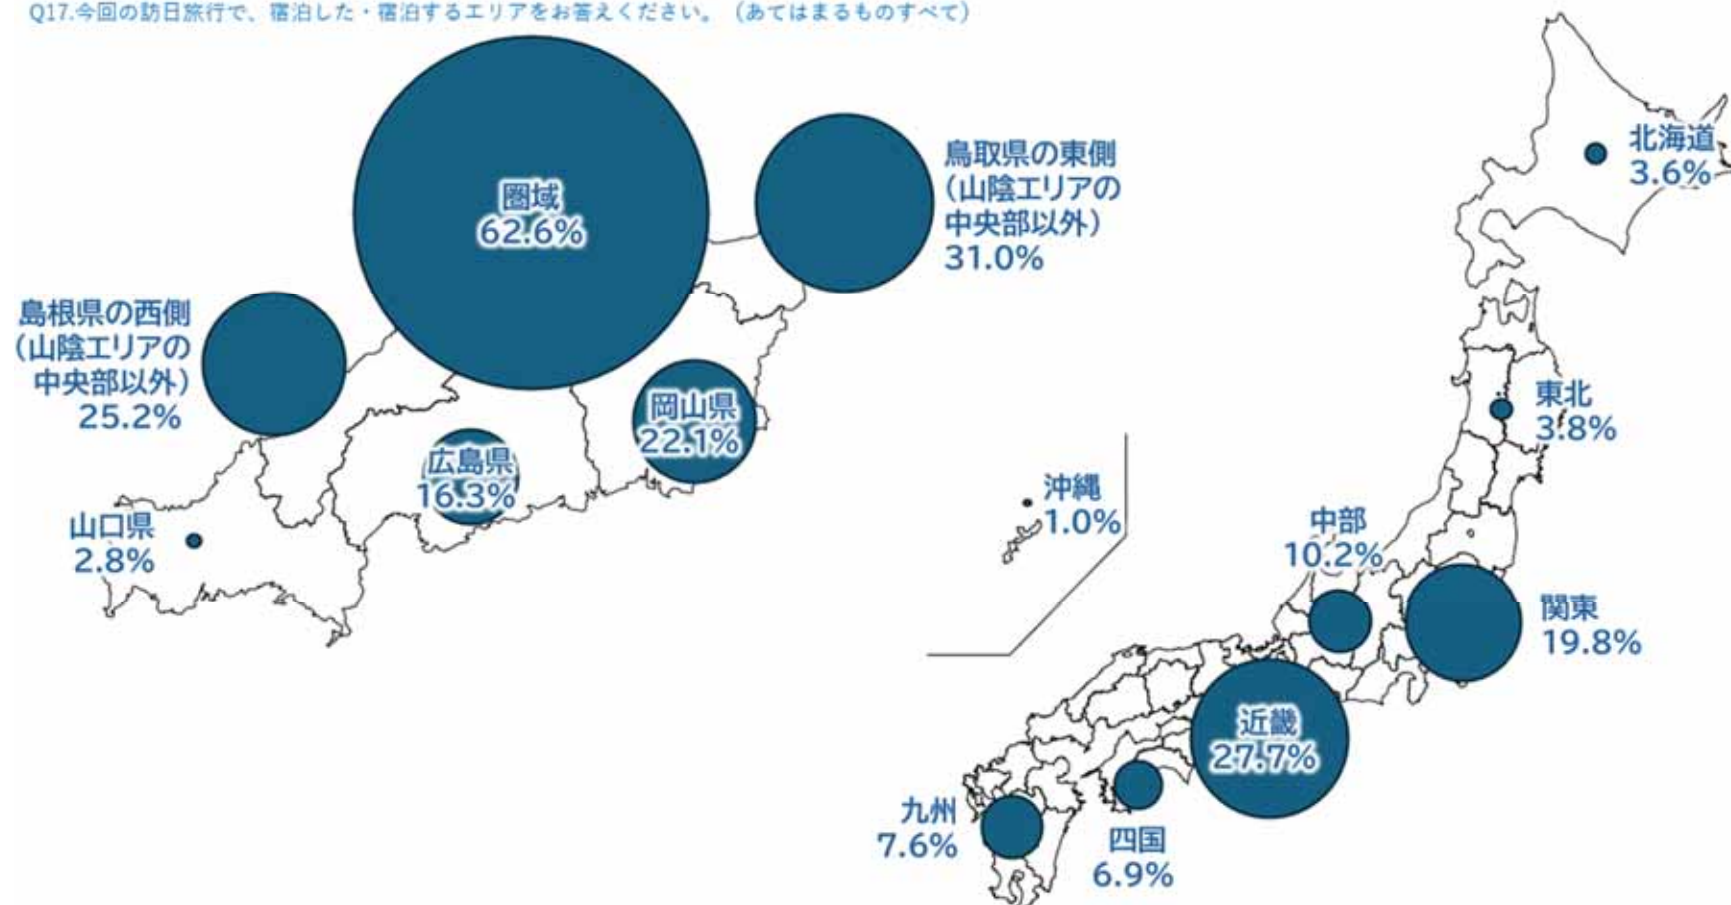 Q17.今回の訪日旅行で、宿泊した・宿泊するエリアをお答えください。（あてはまるものすべて）
圏域
62.6%
鳥取県の東側
（山陰エリアの
中央部以外）
31.0%
島根県の西側
（山陰エリアの
中央部以外）
25.2%
岡山県
22.1%
広島県
16.3%
山口県
2.8%
北海道
3.6%
東北
3.8%
沖縄
1.0%
中部
10.2%
関東
19.8%
近畿
27.7%
九州
7.6%
四国
6.9%